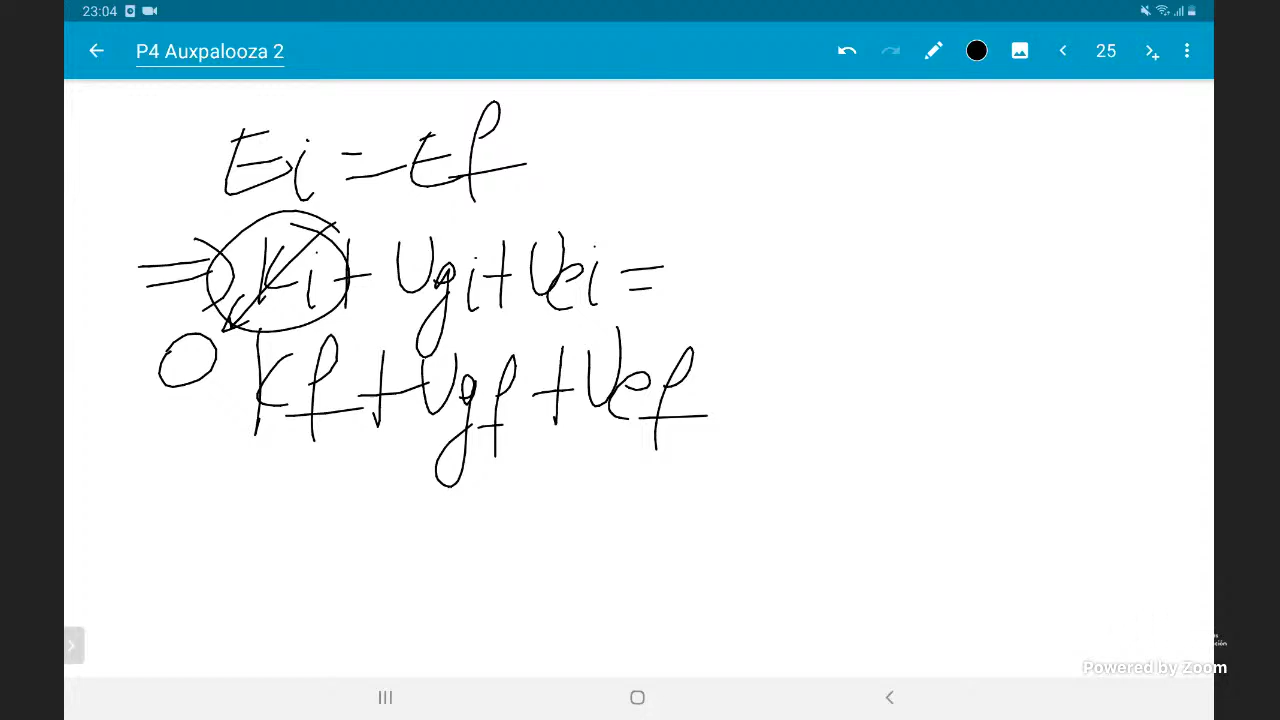 23:04
P4 Auxpalooza 2
25
Ei = Ef
=> Ki + Ugi + Uei =
0
Kf + Ugf + Uef
Powered by Zoom